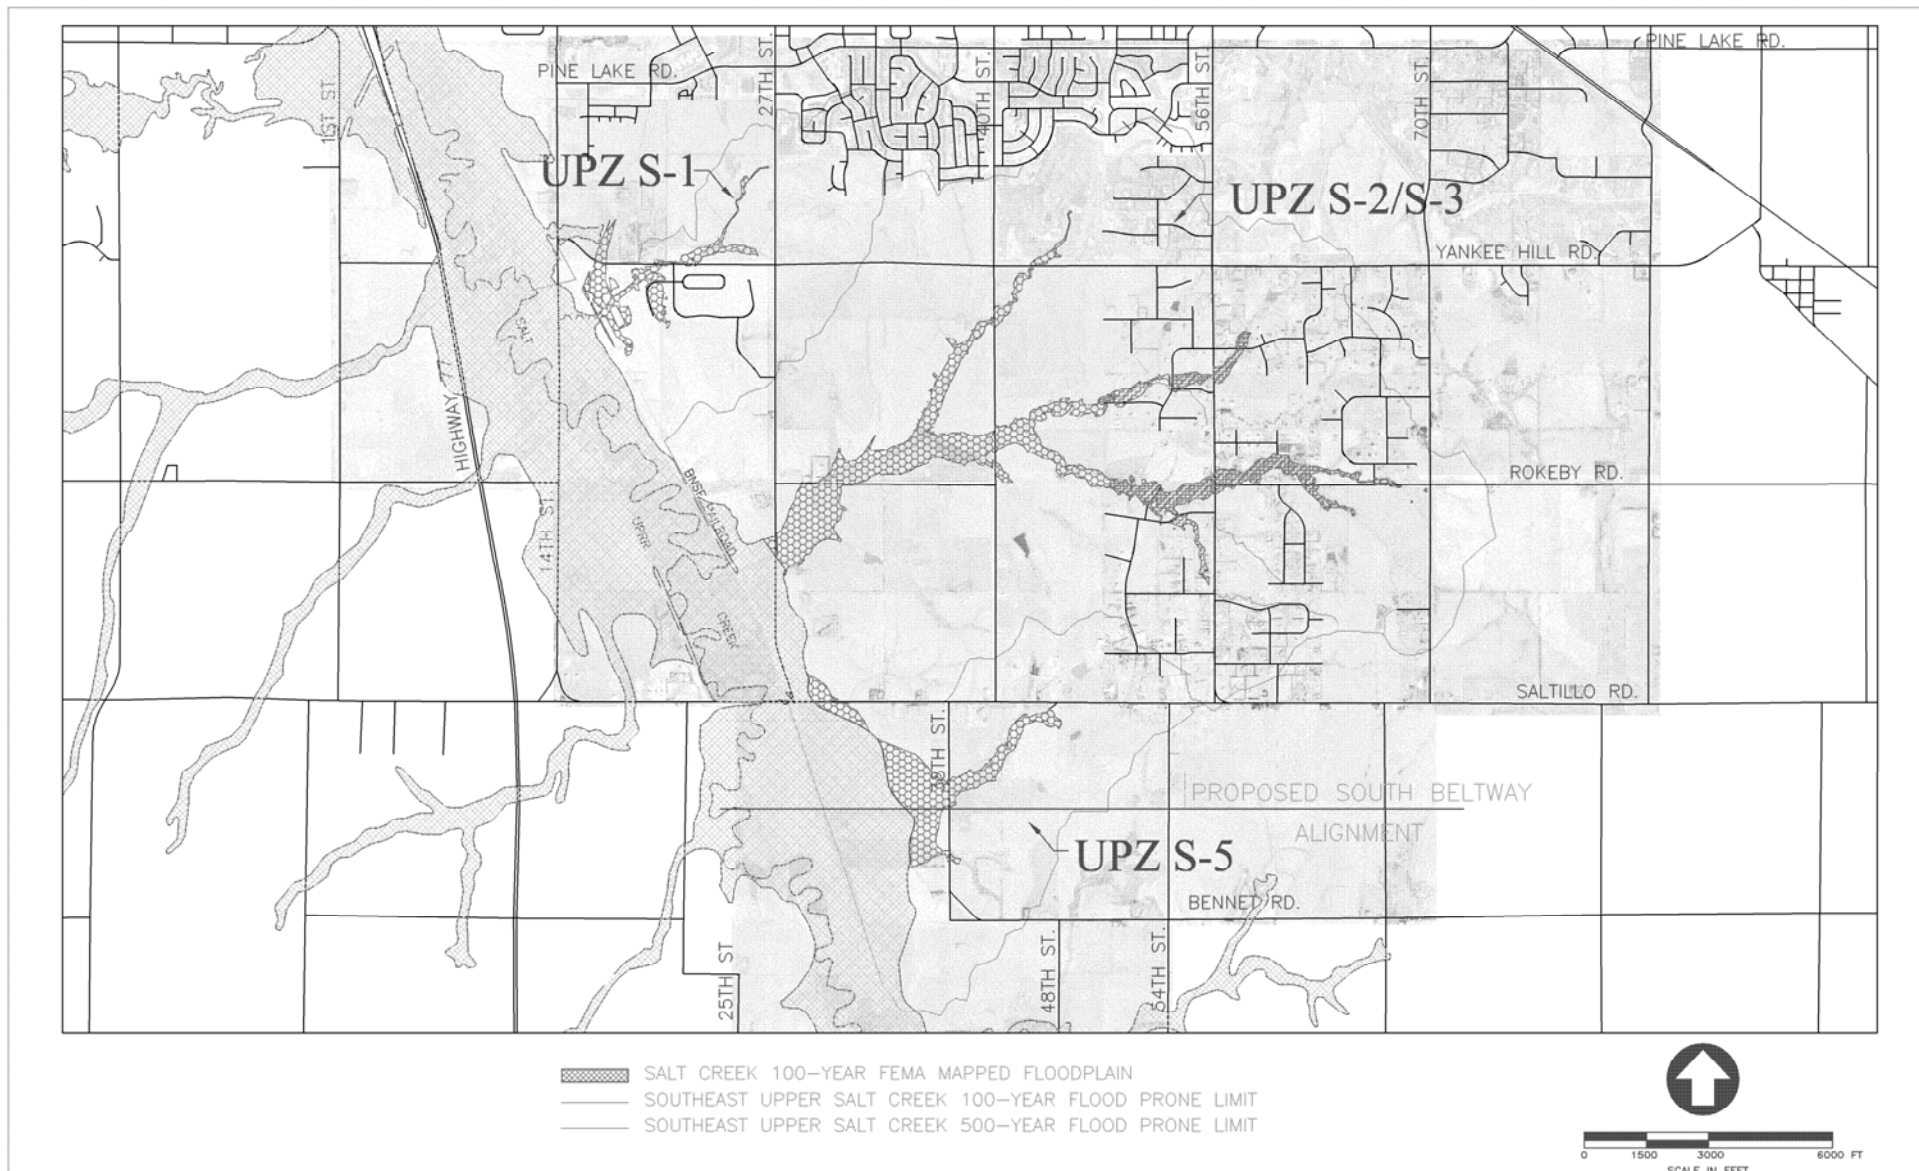 PINE LAKE RD.
PINE LAKE RD.
1ST ST.
27TH ST.
40TH ST.
56TH ST.
70TH ST.
UPZ S-1
UPZ S-2/S-3
YANKEE HILL RD.
SALT
HIGHWAY 77
BNSF RAILROAD
ROKEBY RD.
14TH ST.
UPRR
CREEK
SALTILLO RD.
38TH ST.
PROPOSED SOUTH BELTWAY
ALIGNMENT
UPZ S-5
BENNET RD.
25TH ST.
48TH ST.
54TH ST.
SALT CREEK 100-YEAR FEMA MAPPED FLOODPLAIN
SOUTHEAST UPPER SALT CREEK 100-YEAR FLOOD PRONE LIMIT
SOUTHEAST UPPER SALT CREEK 500-YEAR FLOOD PRONE LIMIT
0 1500 3000 6000 FT
SCALE IN FEET